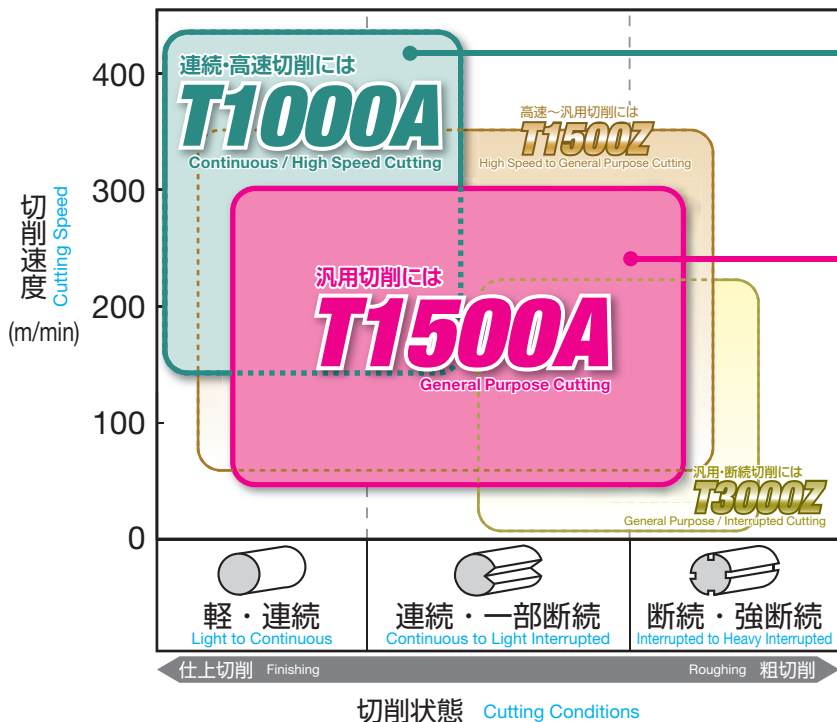 400
300
200
100
0
切削速度
Cutting Speed
(m/min)
連続・高速切削には
T1000A
Continuous / High Speed Cutting
高速～汎用切削には
T1500Z
High Speed to General Purpose Cutting
汎用切削には
T1500A
General Purpose Cutting
汎用・断続切削には
T3000Z
General Purpose / Interrupted Cutting
軽・連続
Light to Continuous
連続・一部断続
Continuous to Light Interrupted
断続・強断続
Interrupted to Heavy Interrupted
仕上切削 Finishing
Roughing 粗切削
切削状態 Cutting Conditions